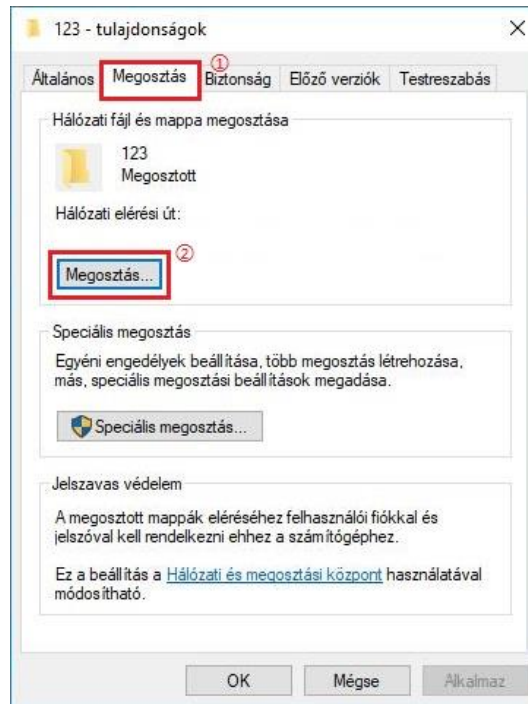 123 - tulajdonságok
①
Általános Megosztás Biztonság Előző verziók Testreszabás
Hálózati fájl és mappa megosztása
123
Megosztott
Hálózati elérési út:
②
Megosztás...
Speciális megosztás
Egyéni engedélyek beállítása, több megosztás létrehozása,
más, speciális megosztási beállítások megadása.
Speciális megosztás...
Jelszavas védelem
A megosztott mappák eléréséhez felhasználói fiókkal és
jelszóval kell rendelkezni ehhez a számítógéphez.
Ez a beállítás a Hálózati és megosztási központ használatával
módosítható.
OK Mégse Alkalmaz